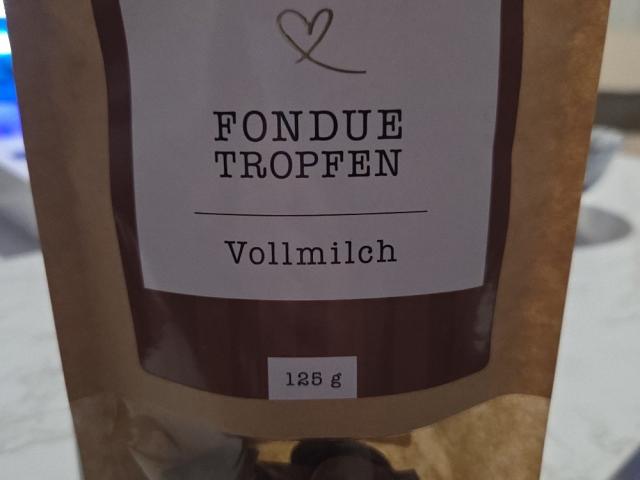 FONDUE
TROPFEN
Vollmilch
125 g